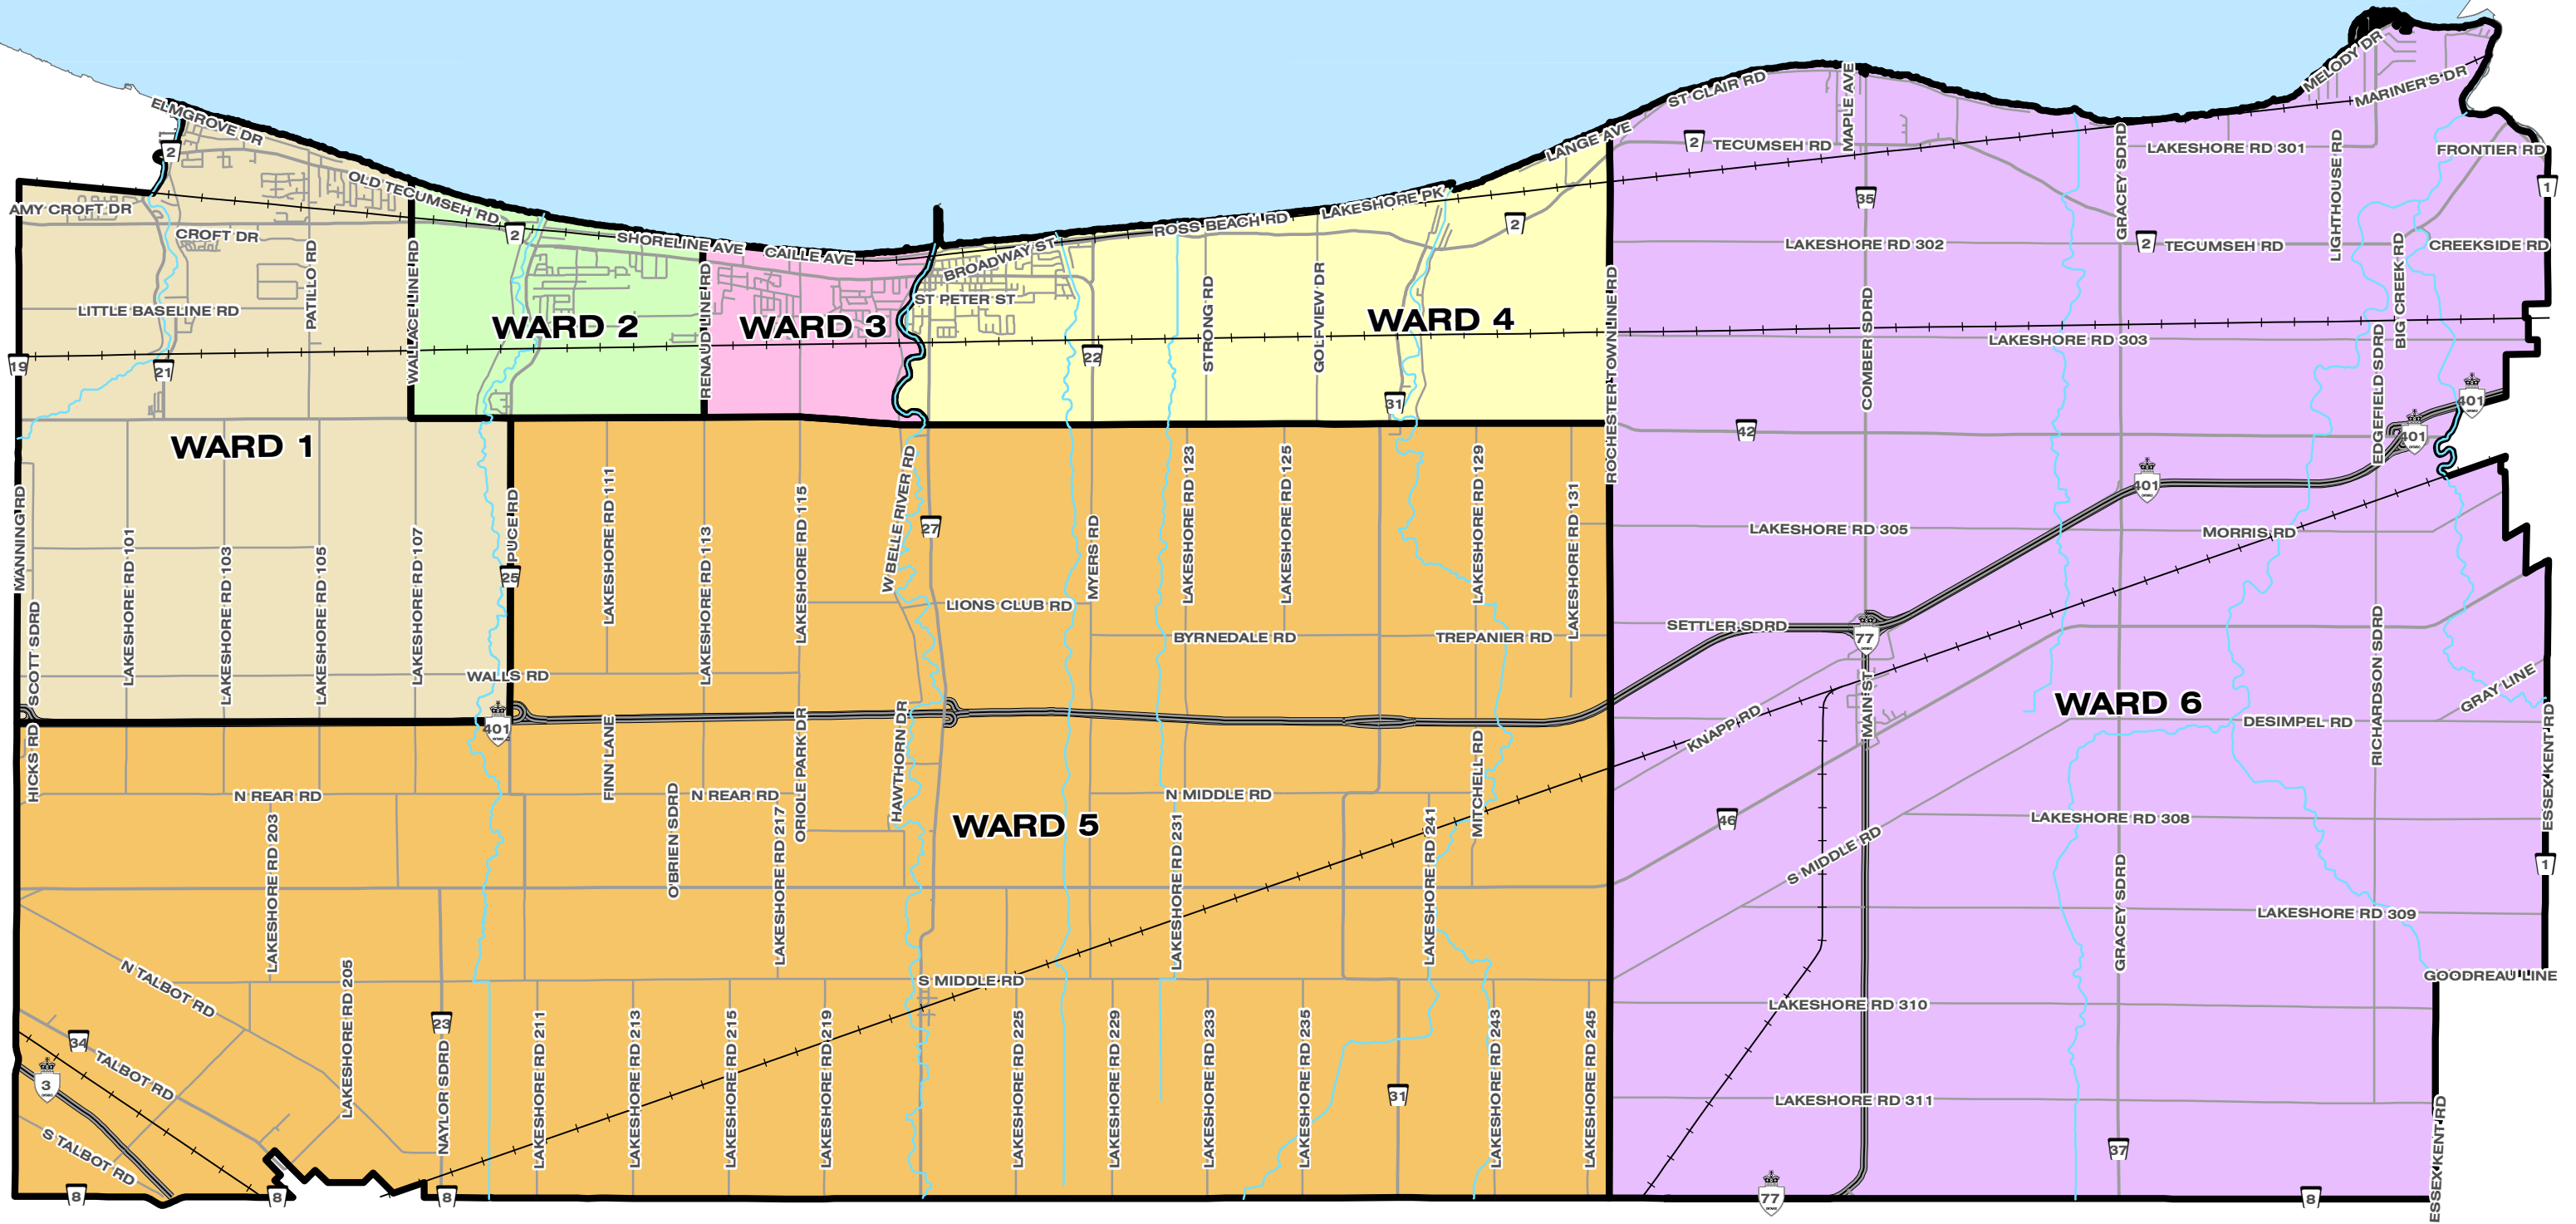 MELODY DR
MARINER'S DR
ST CLAIR RD
MAPLE AVE
ELMGROVE DR
2
LANGE AVE
2
TECUMSEH RD
GRACEY SDRD
LAKESHORE RD 301
LIGHTHOUSE RD
FRONTIER RD
1
OLD TECUMSEH RD
AMY CROFT DR
CROFT DR
2
SHORELINE AVE
CAILLE AVE
BROADWAY ST
ROSS BEACH RD
LAKESHORE PK
2
35
LAKESHORE RD 302
2
TECUMSEH RD
BIG CREEK RD
CREEKSIDE RD
LITTLE BASELINE RD
PATILLO RD
WALLACE LINE RD
WARD 2
RENAUD LINE RD
WARD 3
ST PETER ST
STRONG RD
GOLFVIEW DR
WARD 4
ROCHESTER TOWNLINE RD
COMBER SDRD
LAKESHORE RD 303
EDGEFIELD SDRD
19
21
22
31
401
42
401
WARD 1
401
MANNING RD
SCOTT SDRD
LAKESHORE RD 101
LAKESHORE RD 103
LAKESHORE RD 105
LAKESHORE RD 107
PUCE RD
25
LAKESHORE RD 111
LAKESHORE RD 113
LAKESHORE RD 115
W BELLE RIVER RD
27
MYERS RD
LAKESHORE RD 123
LAKESHORE RD 125
LAKESHORE RD 129
LAKESHORE RD 131
LAKESHORE RD 305
MORRIS RD
LIONS CLUB RD
BYRNEDALE RD
TREPANIER RD
SETTLER SDRD
77
RICHARDSON SDRD
WALLS RD
401
HICKS RD
FINN LANE
ORIOLE PARK DR
HAWTHORN DR
MITCHELL RD
KNAPP RD
MAIN ST
WARD 6
DESIMPEL RD
GRAY LINE
ESSEX KENT RD
N REAR RD
O'BRIEN SDRD
N REAR RD
WARD 5
N MIDDLE RD
46
LAKESHORE RD 308
LAKESHORE RD 203
LAKESHORE RD 217
LAKESHORE RD 231
LAKESHORE RD 241
S MIDDLE RD
GRACEY SDRD
1
LAKESHORE RD 309
N TALBOT RD
LAKESHORE RD 205
S MIDDLE RD
GOODREAU LINE
LAKESHORE RD 310
34
TALBOT RD
3
23
NAYLOR SDRD
LAKESHORE RD 211
LAKESHORE RD 213
LAKESHORE RD 215
LAKESHORE RD 219
LAKESHORE RD 225
LAKESHORE RD 229
LAKESHORE RD 233
LAKESHORE RD 235
31
LAKESHORE RD 243
LAKESHORE RD 245
LAKESHORE RD 311
S TALBOT RD
37
ESSEX KENT RD
8
8
8
77
8